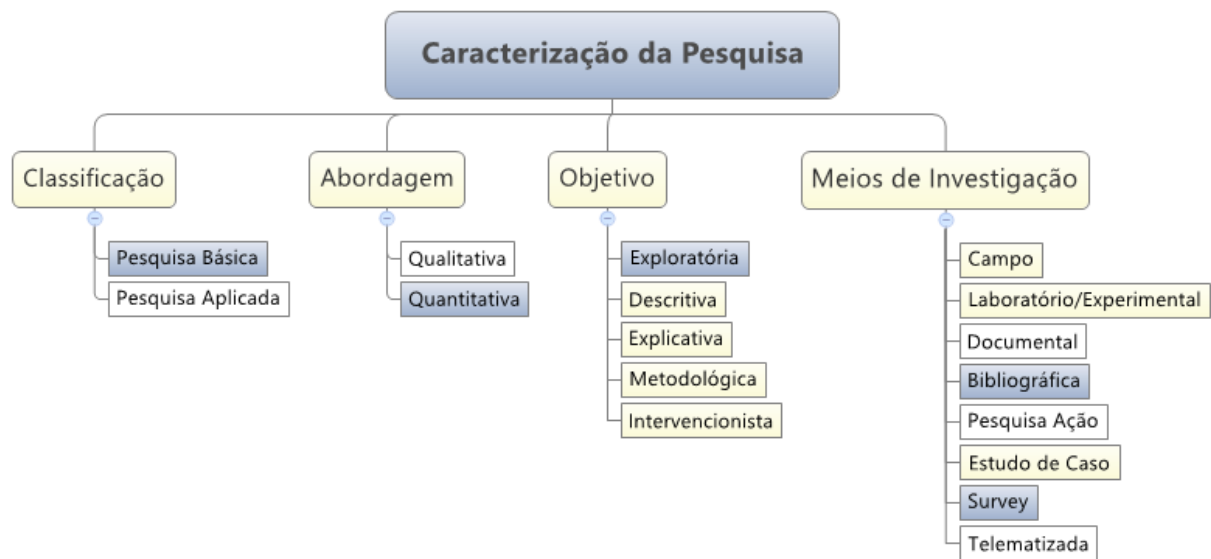 Caracterização da Pesquisa
Classificação
Pesquisa Básica
Pesquisa Aplicada
Abordagem
Qualitativa
Quantitativa
Objetivo
Exploratória
Descritiva
Explicativa
Metodológica
Intervencionista
Meios de Investigação
Campo
Laboratório/Experimental
Documental
Bibliográfica
Pesquisa Ação
Estudo de Caso
Survey
Telematizada